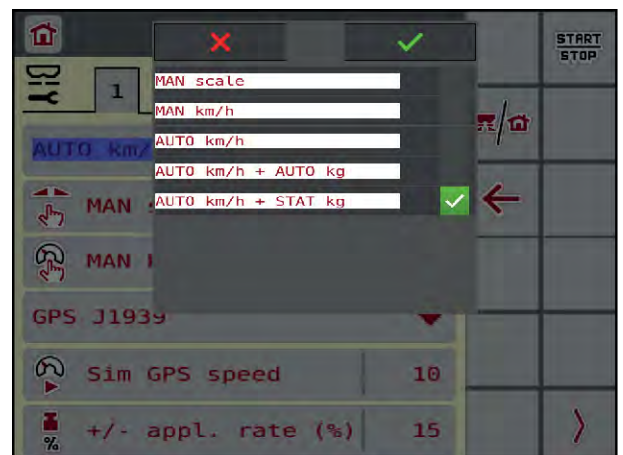 START
STOP
1
MAN scale
MAN km/h
AUTO km/h
AUTO km/h + AUTO kg
AUTO km/h + STAT kg
AUTO km/
MAN
MAN
GPS J1939
Sim GPS speed 10
% +/- appl. rate (%) 15